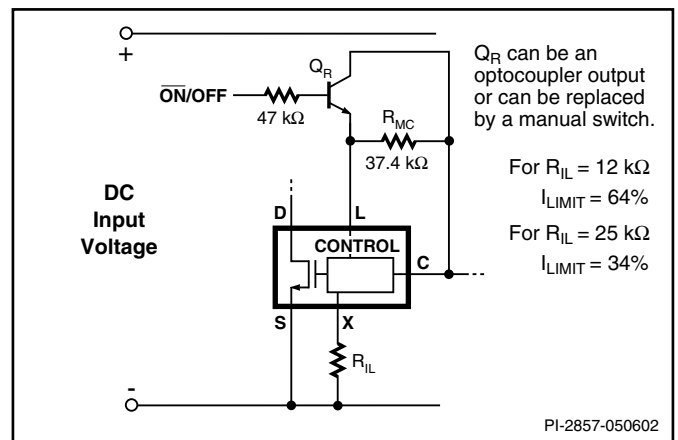 +
Q_R
ON/OFF
47 kΩ
R_MC
37.4 kΩ
Q_R can be an
optocoupler output
or can be replaced
by a manual switch.
For R_IL = 12 kΩ
I_LIMIT = 64%
For R_IL = 25 kΩ
I_LIMIT = 34%
DC
Input
Voltage
D
L
CONTROL
C
S
X
R_IL
-
PI-2857-050602